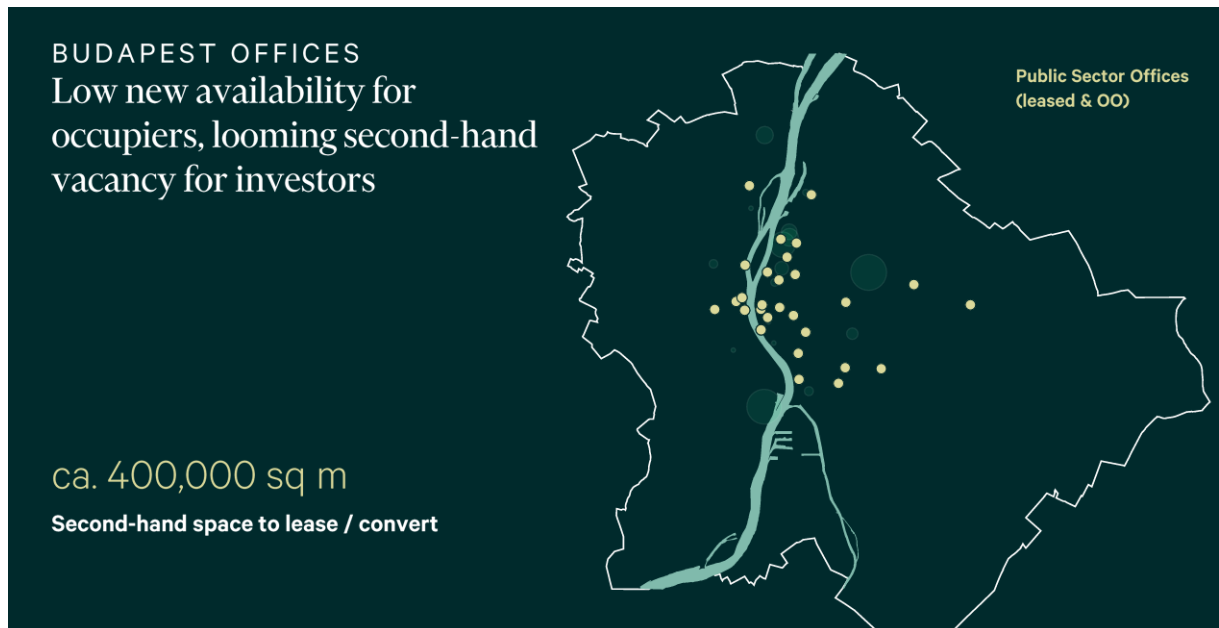 BUDAPEST OFFICES
Low new availability for
occupiers, looming second-hand
vacancy for investors
Public Sector Offices
(leased & OO)
ca. 400,000 sq m
Second-hand space to lease / convert